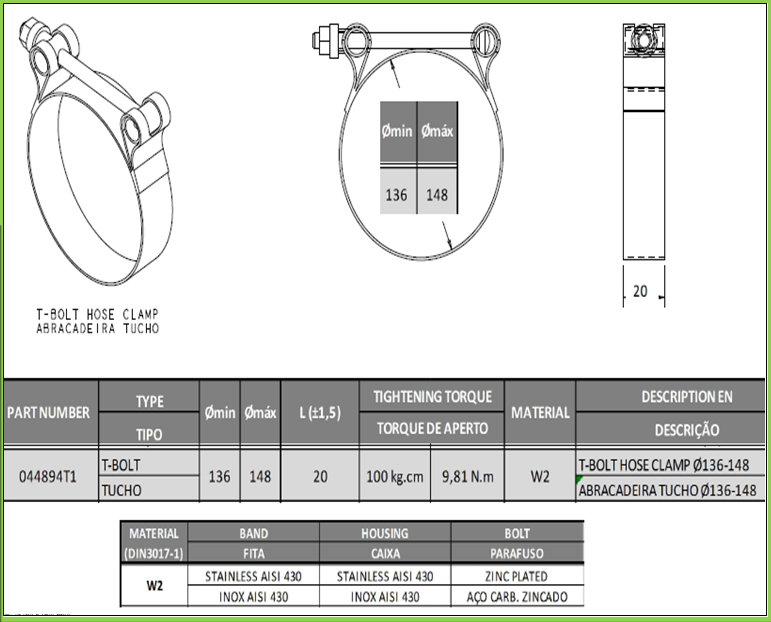 Ømin Ømáx
136 148
20
T-BOLT HOSE CLAMP
ABRACADEIRA TUCHO
PART NUMBER
TYPE
TIPO
Ømin
Ømáx
L (±1,5)
TIGHTENING TORQUE
TORQUE DE APERTO
MATERIAL
DESCRIPTION EN
DESCRIÇÃO
044894T1
T-BOLT
TUCHO
136
148
20
100 kg.cm
9,81 N.m
W2
T-BOLT HOSE CLAMP Ø136-148
ABRACADEIRA TUCHO Ø136-148
MATERIAL BAND HOUSING BOLT
(DIN3017-1) FITA CAIXA PARAFUSO
W2
STAINLESS AISI 430 STAINLESS AISI 430 ZINC PLATED
INOX AISI 430 INOX AISI 430 AÇO CARB. ZINCADO